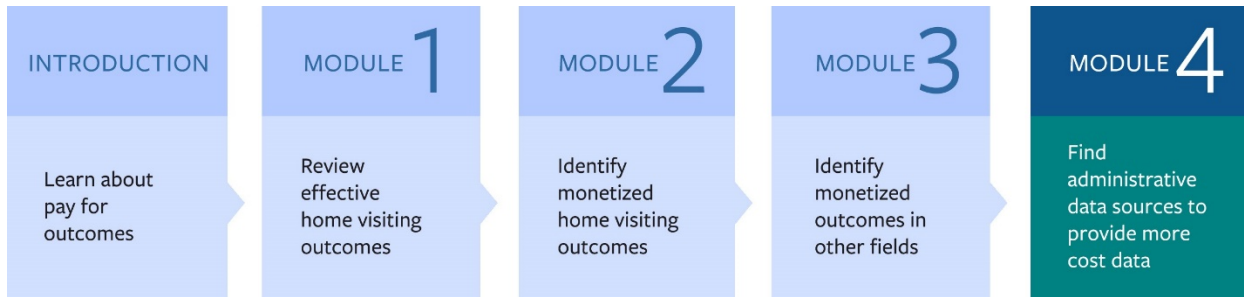 INTRODUCTION
Learn about
pay for
outcomes
MODULE 1
Review
effective
home visiting
outcomes
MODULE 2
Identify
monetized
home visiting
outcomes
MODULE 3
Identify
monetized
outcomes in
other fields
MODULE 4
Find
administrative
data sources to
provide more
cost data